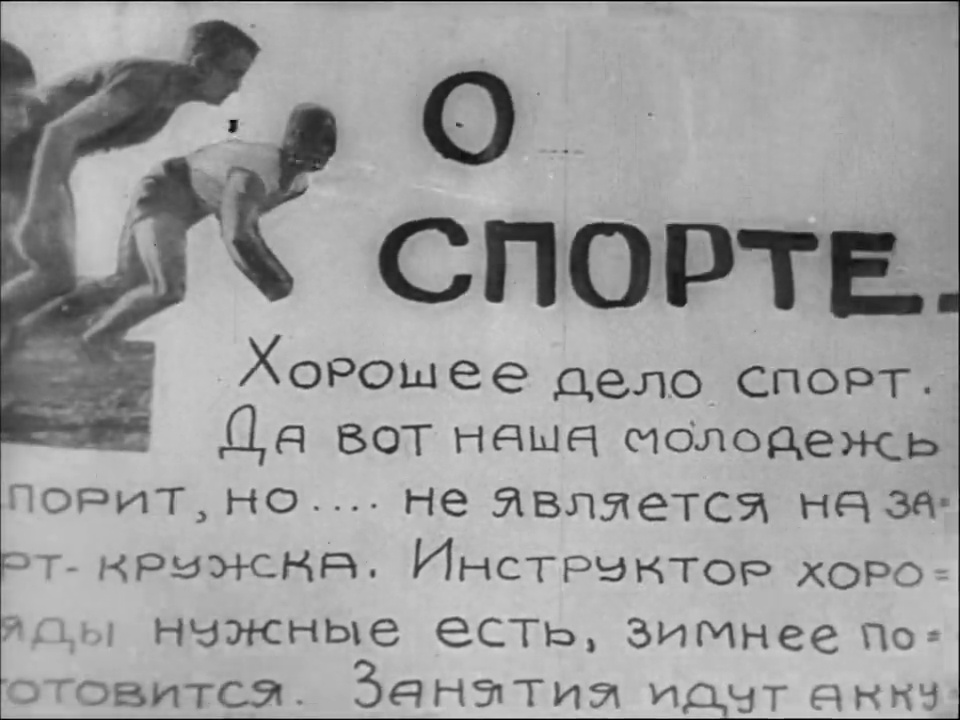 О
СПОРТЕ.
Хорошее дело спорт.
Да вот наша молодежь
порит, но.... не является на за-
рт-кружка. Инструктор хоро=
яды нужные есть, зимнее по=
готовится. Занятия идут акку